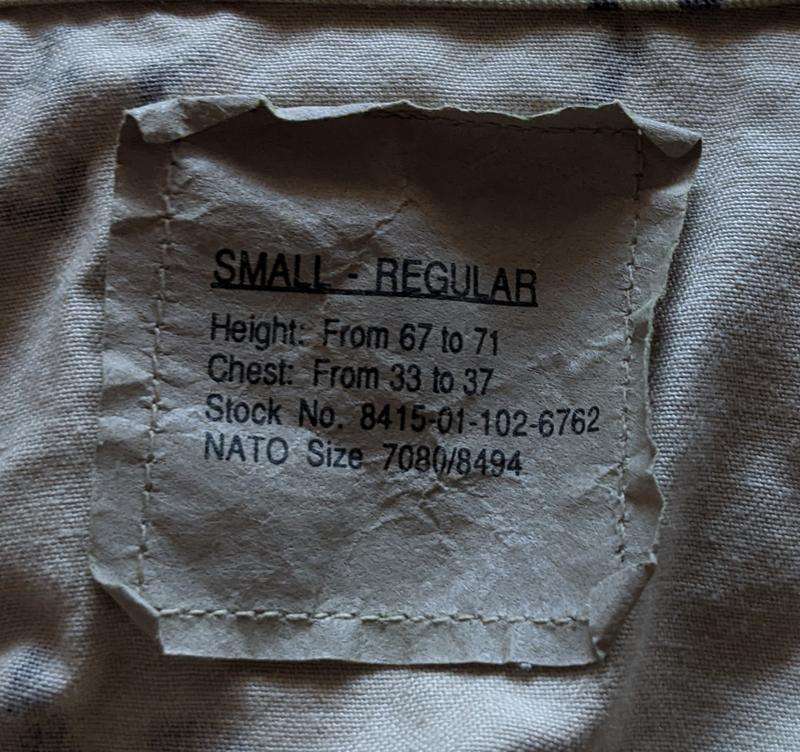 SMALL - REGULAR
Height: From 67 to 71
Chest: From 33 to 37
Stock No. 8415-01-102-6762
NATO Size 7080/8494